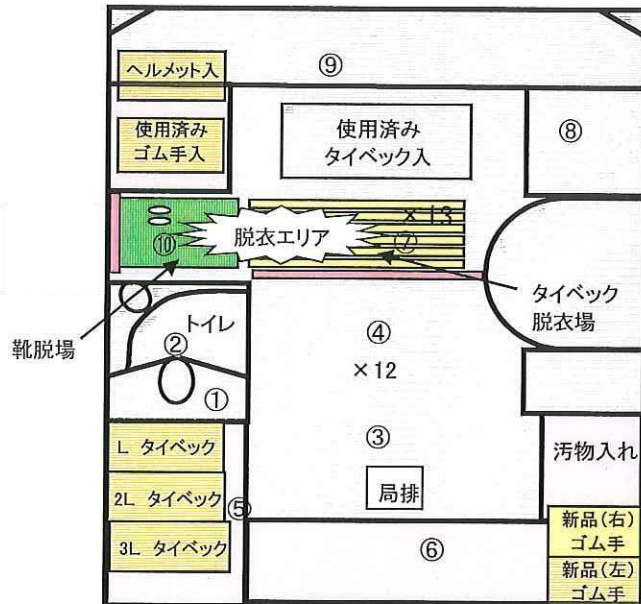 ⑨
ヘルメット入
使用済み
ゴム手入
使用済み
タイベック入
⑧
×13
脱衣エリア
⑩
⑦
タイベック
脱衣場
靴脱場
トイレ
②
①
④
×12
③
局排
L タイベック
2L タイベック
3L タイベック
⑤
⑥
汚物入れ
新品(右)
ゴム手
新品(左)
ゴム手